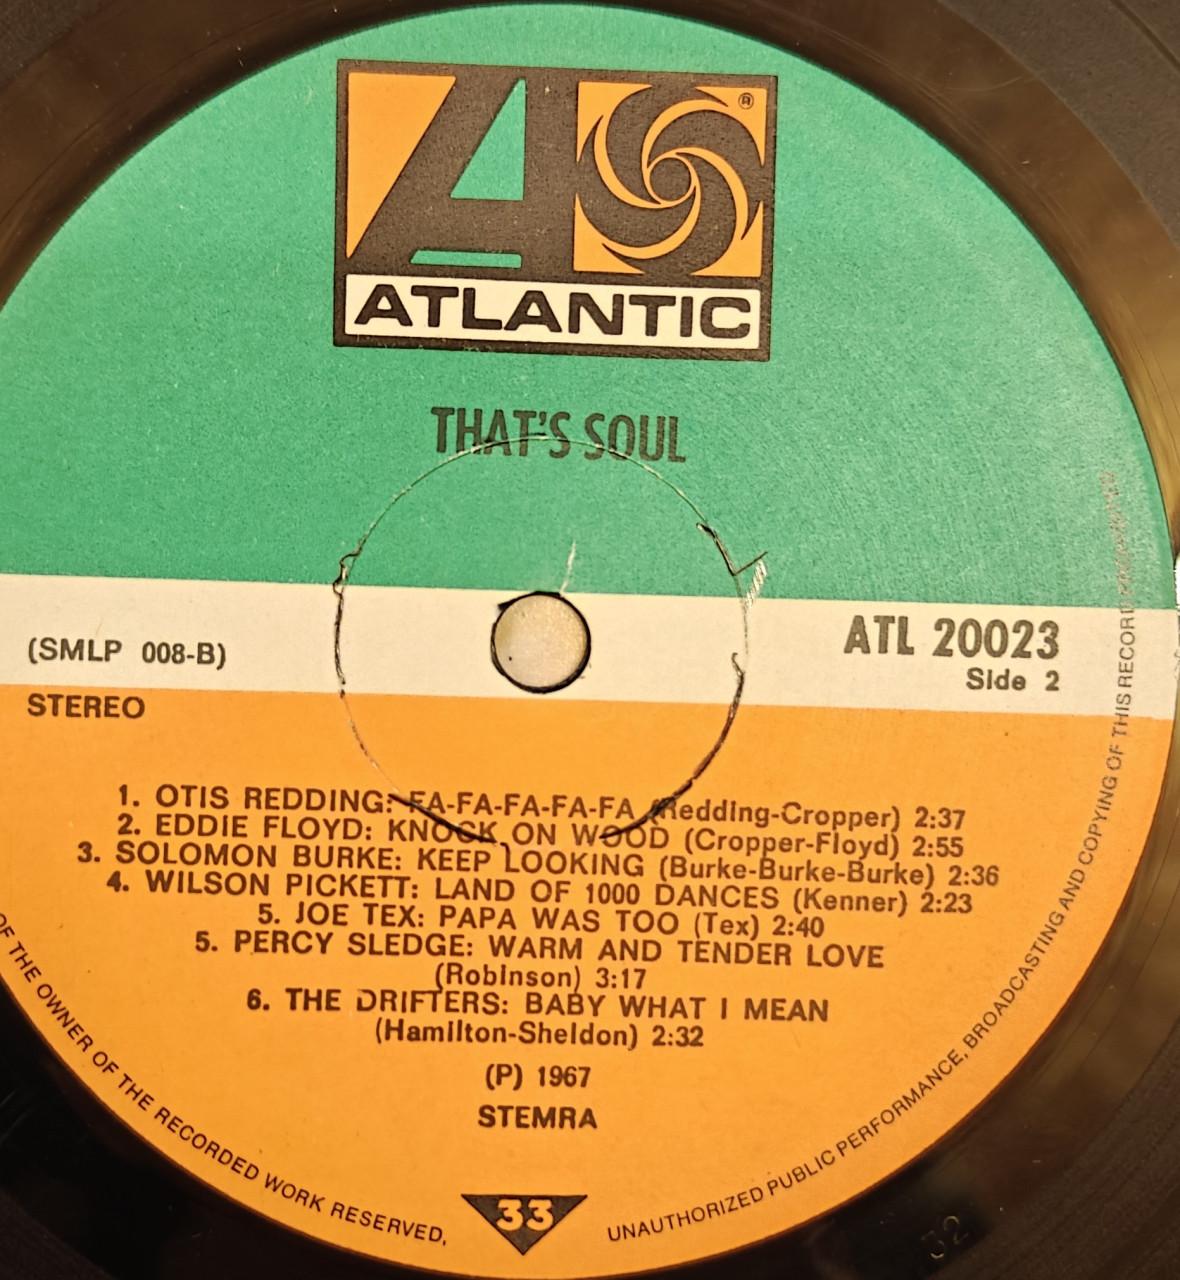 ®
ATLANTIC
THAT'S SOUL
(SMLP 008-B)
ATL 20023
Side 2
STEREO
1. OTIS REDDING: FA-FA-FA-FA-FA (Redding-Cropper) 2:37
2. EDDIE FLOYD: KNOCK ON WOOD (Cropper-Floyd) 2:55
3. SOLOMON BURKE: KEEP LOOKING (Burke-Burke-Burke) 2:36
4. WILSON PICKETT: LAND OF 1000 DANCES (Kenner) 2:23
5. JOE TEX: PAPA WAS TOO (Tex) 2:40
5. PERCY SLEDGE: WARM AND TENDER LOVE
(Robinson) 3:17
6. THE DRIFTERS: BABY WHAT I MEAN
(Hamilton-Sheldon) 2:32
(P) 1967
STEMRA
33
OF THE OWNER OF THE RECORDED WORK RESERVED,
UNAUTHORIZED PUBLIC PERFORMANCE, BROADCASTING AND COPYING OF THIS RECORD PROHIBITED
32